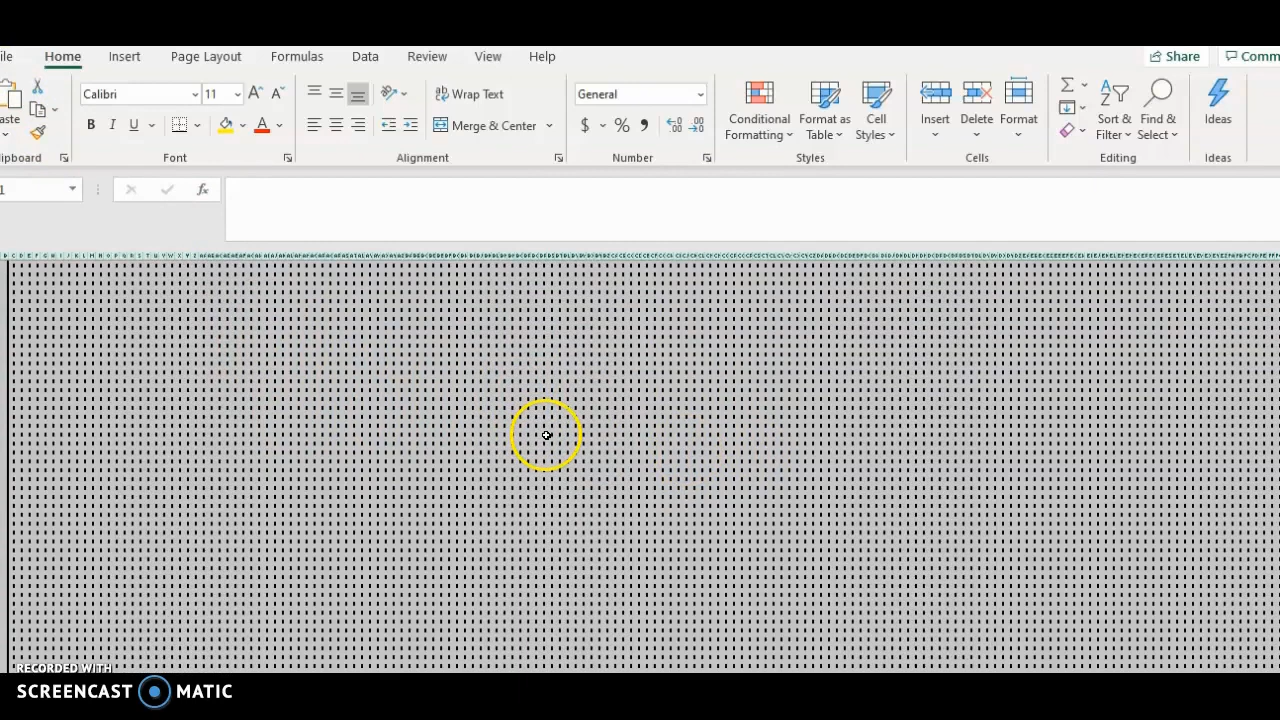 ile Home Insert Page Layout Formulas Data Review View Help Share Comm
Calibri 11 Wrap Text General
aste B I U Merge & Center $ % Conditional Formatting Format as Table Cell Styles Insert Delete Format Sort & Filter Find & Select Ideas
lipboard Font Alignment Number Styles Cells Editing Ideas
1 fx
RECORDED WITH
SCREENCAST MATIC